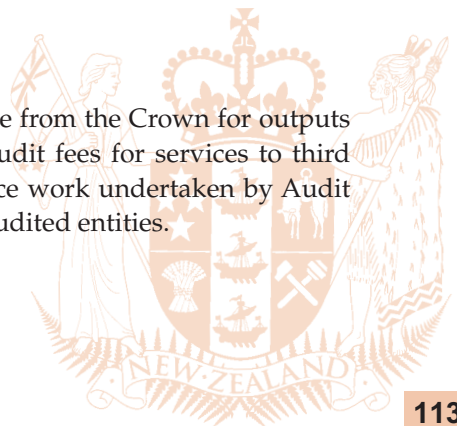 e from the Crown for outputs
udit fees for services to third
ce work undertaken by Audit
udited entities.
NEW ZEALAND
113